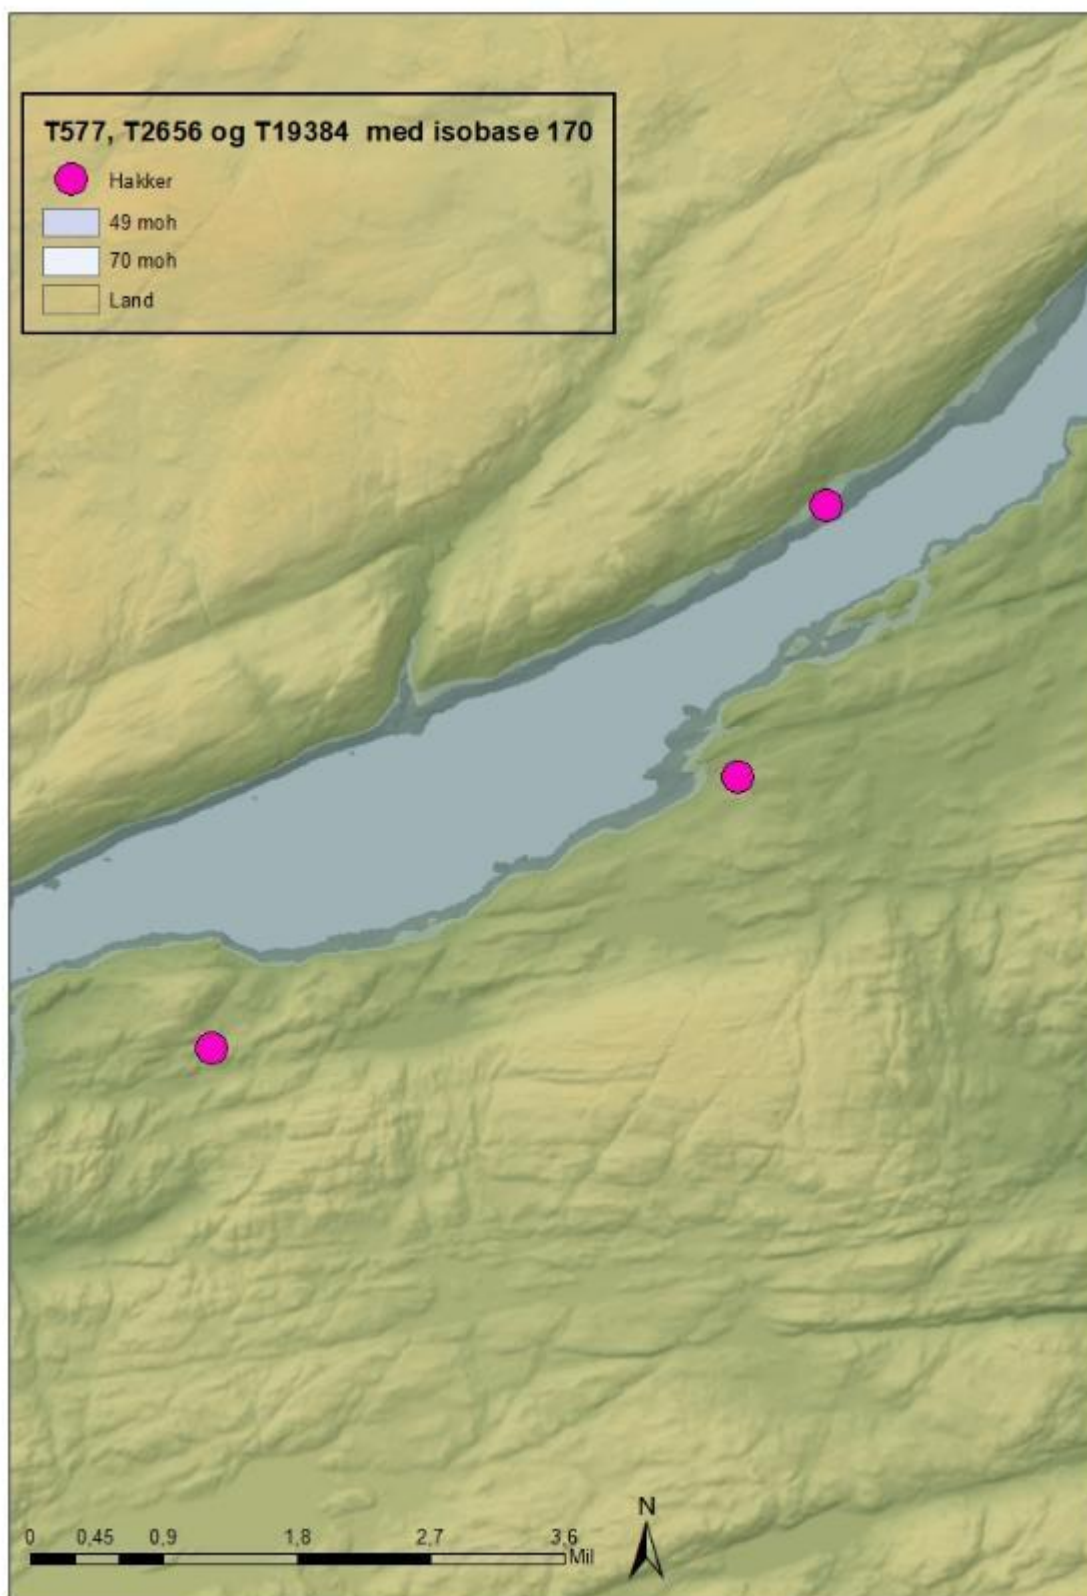 T577, T2656 og T19384 med isobase 170
Hakker
49 moh
70 moh
Land
N
0 0,45 0,9 1,8 2,7 3,6
Mil